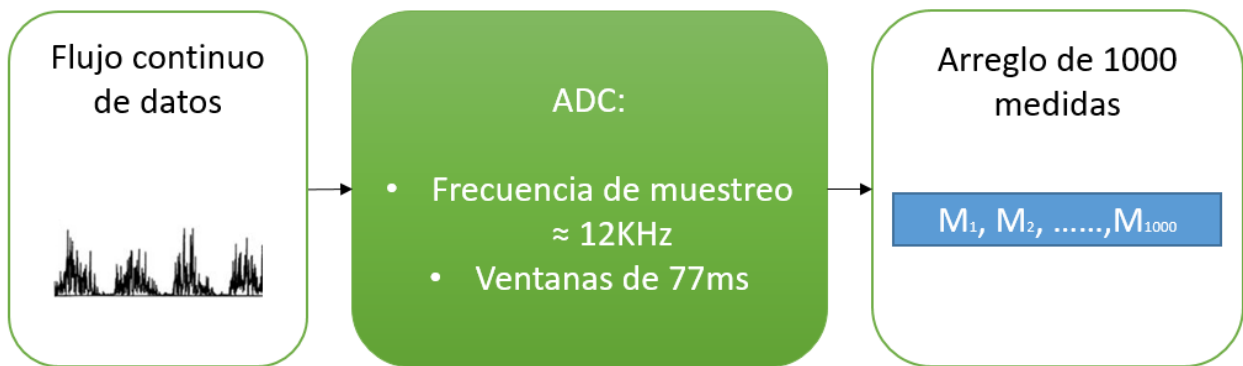 Flujo continuo
de datos
ADC:
• Frecuencia de muestreo
≈ 12KHz
• Ventanas de 77ms
Arreglo de 1000
medidas
M1, M2, ……,M1000